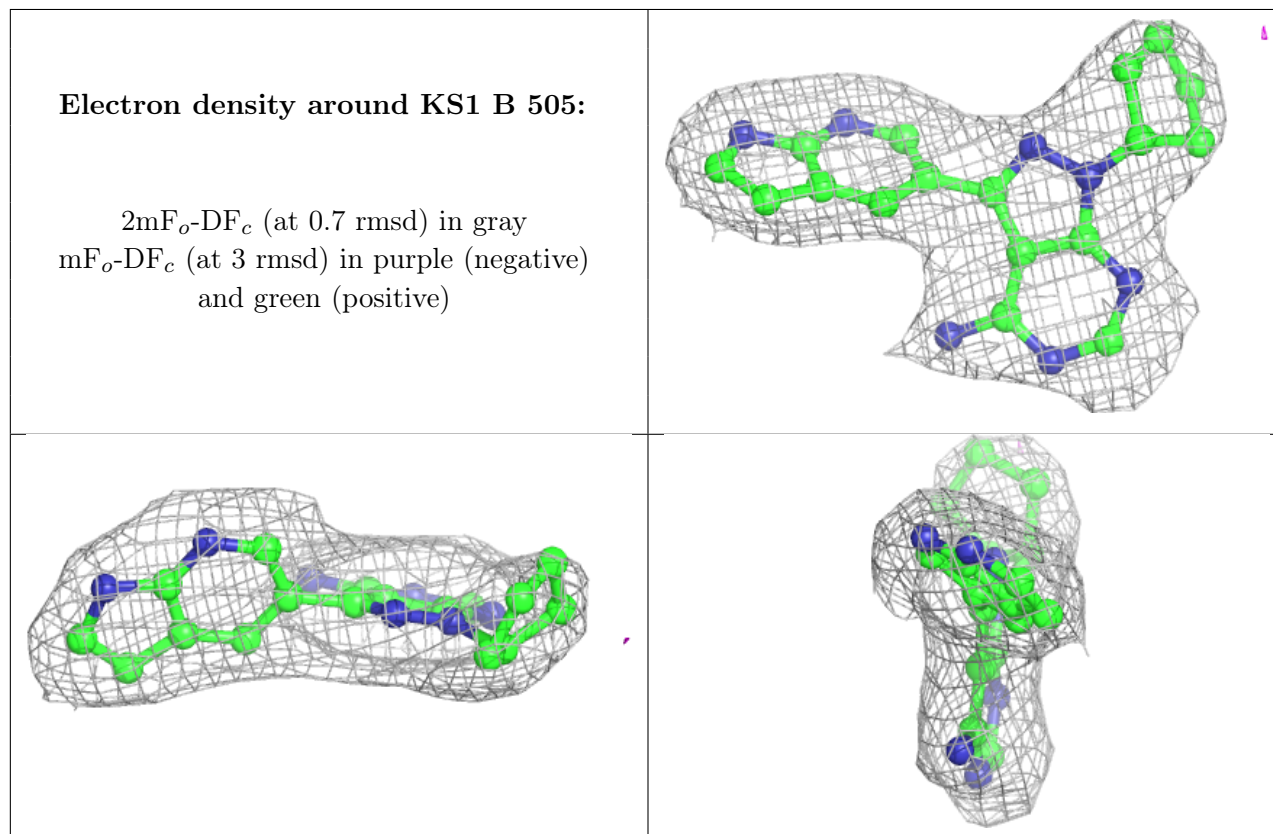 Electron density around KS1 B 505:
2mFo-DFc (at 0.7 rmsd) in gray
mFo-DFc (at 3 rmsd) in purple (negative)
and green (positive)